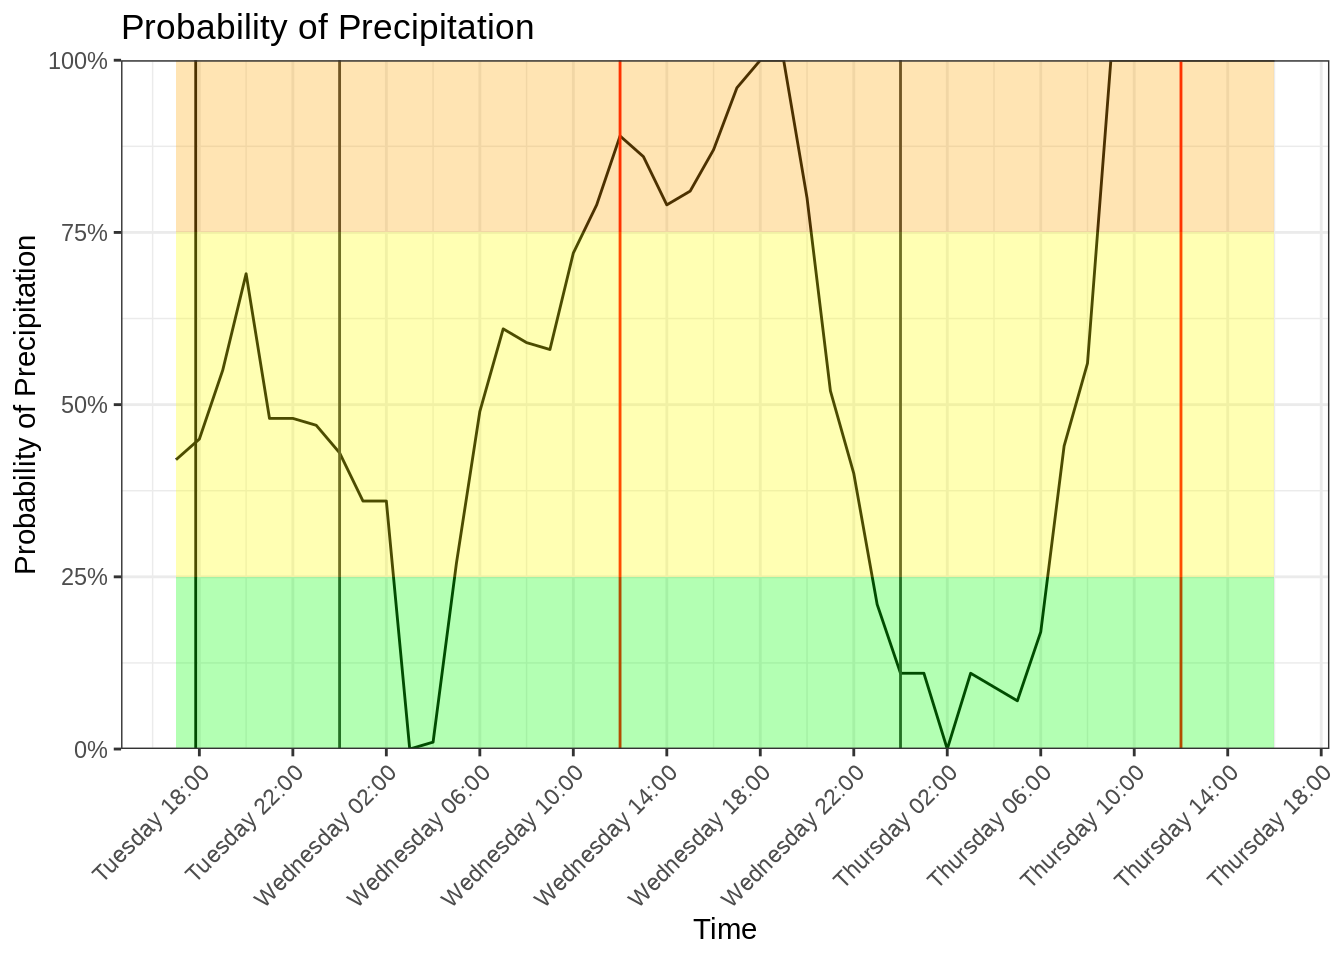 Probability of Precipitation
Probability of Precipitation
100%
75%
50%
25%
0%
Tuesday 18:00
Tuesday 22:00
Wednesday 02:00
Wednesday 06:00
Wednesday 10:00
Wednesday 14:00
Wednesday 18:00
Wednesday 22:00
Thursday 02:00
Thursday 06:00
Thursday 10:00
Thursday 14:00
Thursday 18:00
Time